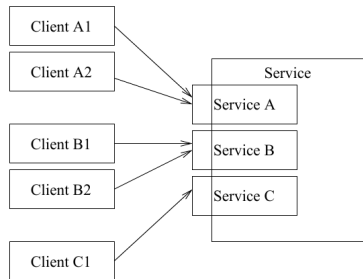 Client A1
Client A2
Service
Service A
Client B1
Service B
Client B2
Service C
Client C1